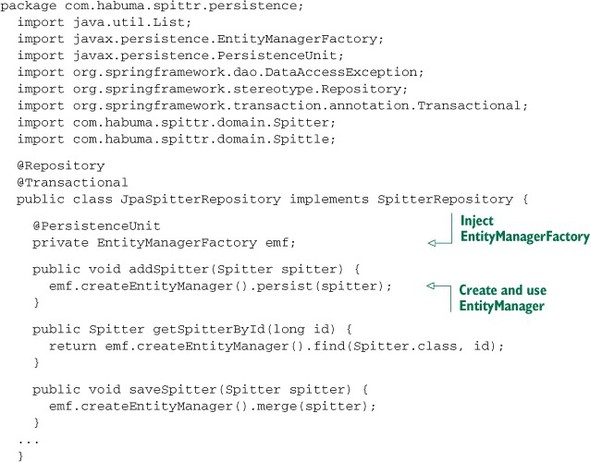 package com.habuma.spittr.persistence;
import java.util.List;
import javax.persistence.EntityManagerFactory;
import javax.persistence.PersistenceUnit;
import org.springframework.dao.DataAccessException;
import org.springframework.stereotype.Repository;
import org.springframework.transaction.annotation.Transactional;
import com.habuma.spittr.domain.Spitter;
import com.habuma.spittr.domain.Spittle;
@Repository
@Transactional
public class JpaSpitterRepository implements SpitterRepository {
@PersistenceUnit
private EntityManagerFactory emf;
Inject
EntityManagerFactory
public void addSpitter(Spitter spitter) {
emf.createEntityManager().persist(spitter);
}
Create and use
EntityManager
public Spitter getSpitterById(long id) {
return emf.createEntityManager().find(Spitter.class, id);
}
public void saveSpitter(Spitter spitter) {
emf.createEntityManager().merge(spitter);
}
...
}